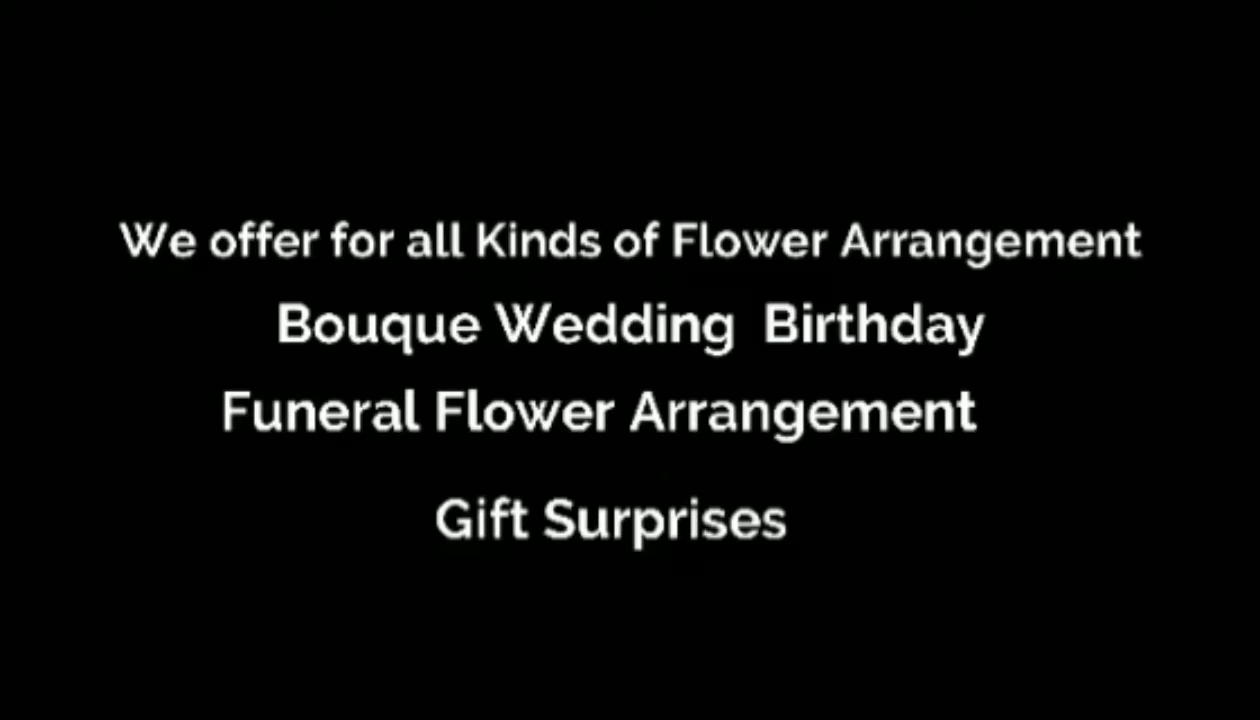 We offer for all Kinds of Flower Arrangement
Bouque Wedding Birthday
Funeral Flower Arrangement
Gift Surprises